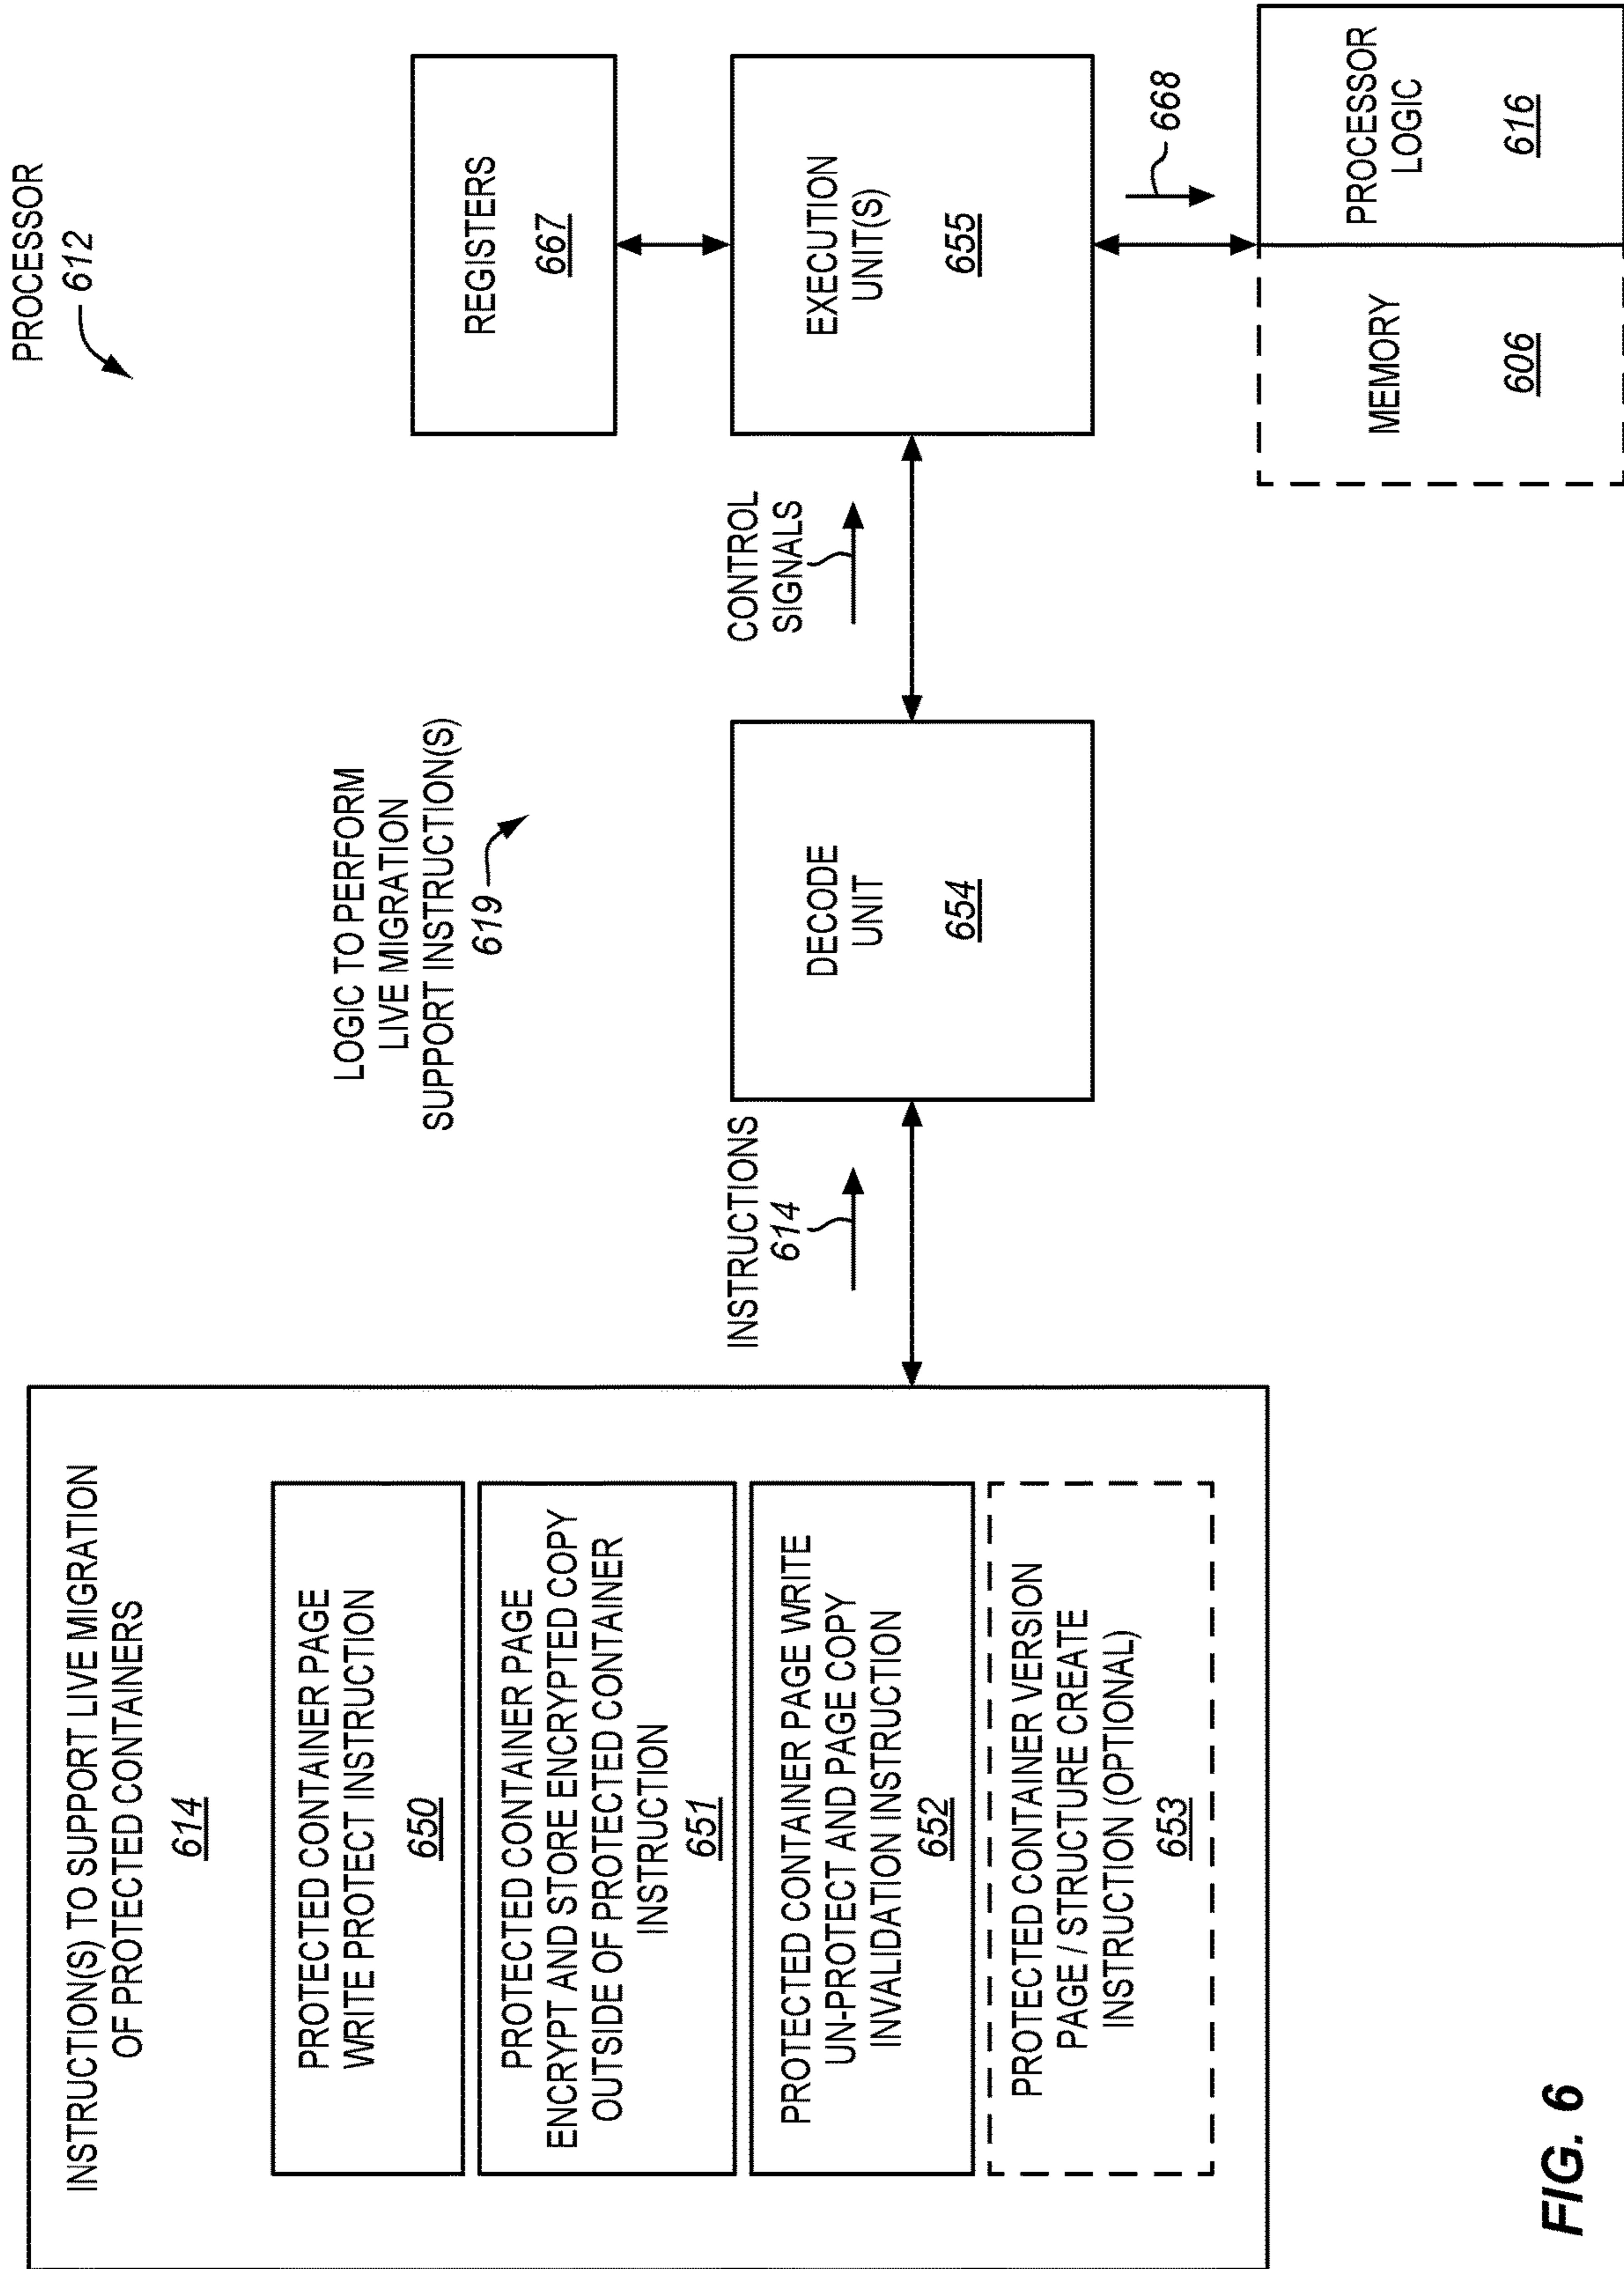 PROCESSOR
612
INSTRUCTION(S) TO SUPPORT LIVE MIGRATION
OF PROTECTED CONTAINERS
614
PROTECTED CONTAINER PAGE
WRITE PROTECT INSTRUCTION
650
PROTECTED CONTAINER PAGE
ENCRYPT AND STORE ENCRYPTED COPY
OUTSIDE OF PROTECTED CONTAINER
INSTRUCTION
651
PROTECTED CONTAINER PAGE WRITE
UN-PROTECT AND PAGE COPY
INVALIDATION INSTRUCTION
652
PROTECTED CONTAINER VERSION
PAGE / STRUCTURE CREATE
INSTRUCTION (OPTIONAL)
653
INSTRUCTIONS
614
LOGIC TO PERFORM
LIVE MIGRATION
SUPPORT INSTRUCTION(S)
619
DECODE
UNIT
654
CONTROL
SIGNALS
REGISTERS
667
EXECUTION
UNIT(S)
655
668
MEMORY
606
PROCESSOR
LOGIC
616
FIG. 6